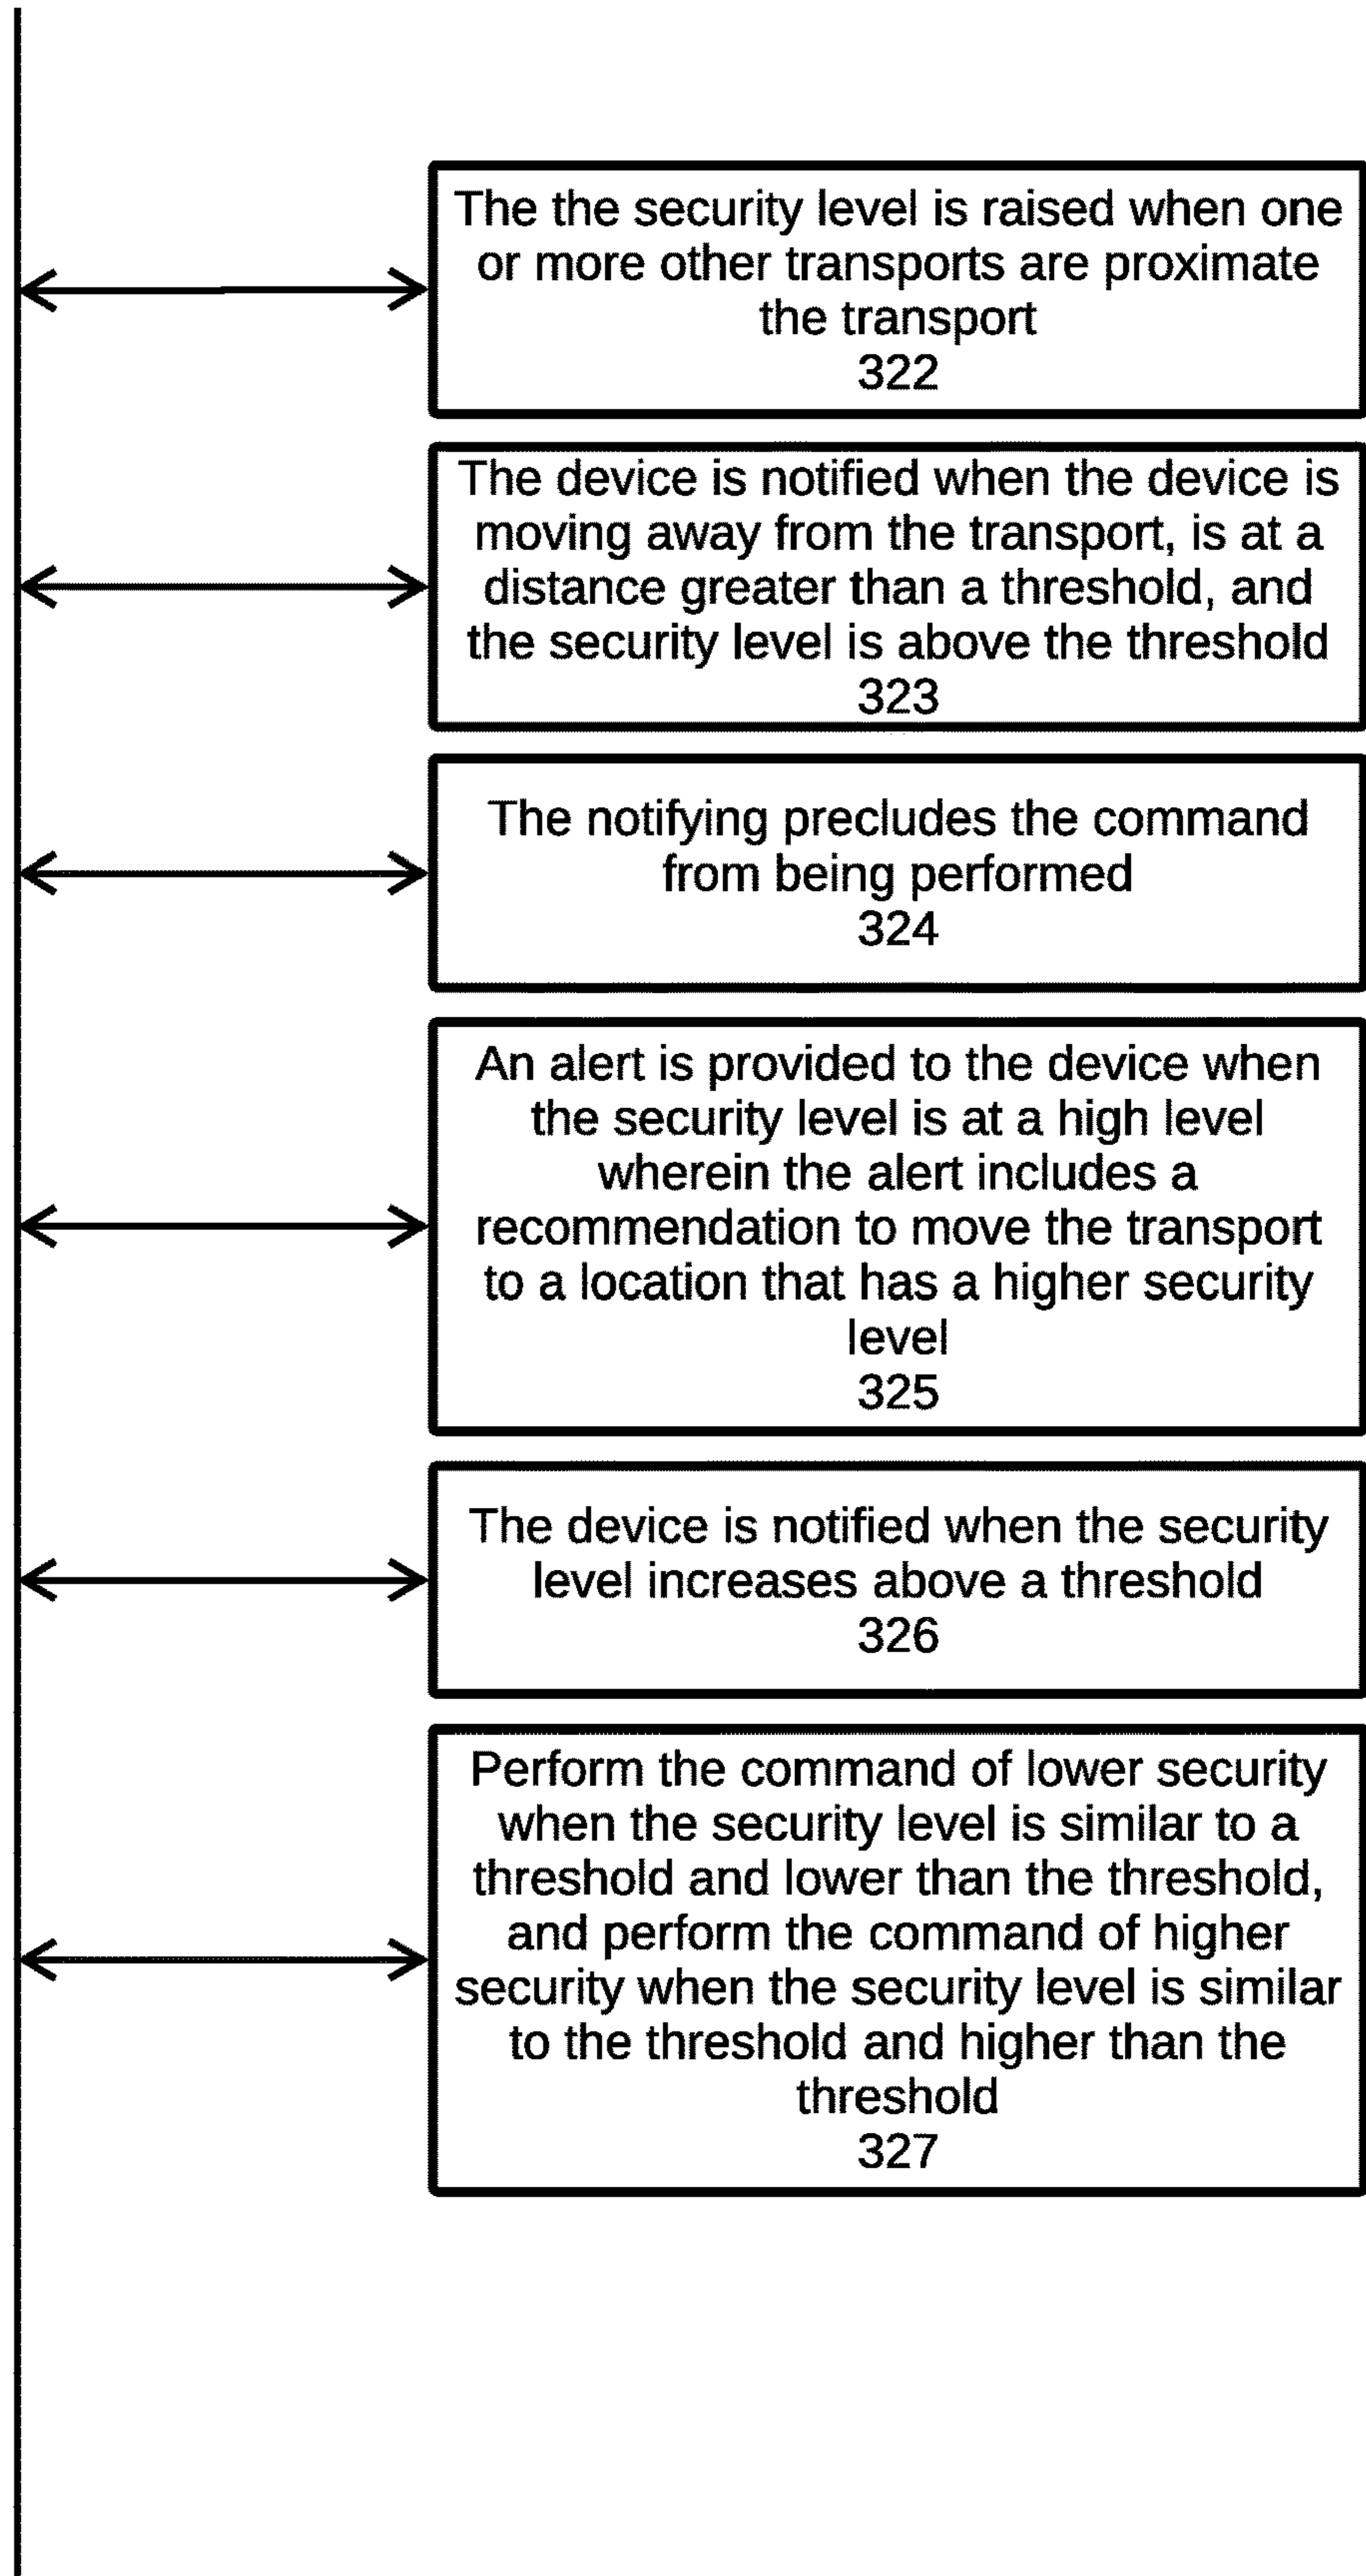 The the security level is raised when one
or more other transports are proximate
the transport
322
The device is notified when the device is
moving away from the transport, is at a
distance greater than a threshold, and
the security level is above the threshold
323
The notifying precludes the command
from being performed
324
An alert is provided to the device when
the security level is at a high level
wherein the alert includes a
recommendation to move the transport
to a location that has a higher security
level
325
The device is notified when the security
level increases above a threshold
326
Perform the command of lower security
when the security level is similar to a
threshold and lower than the threshold,
and perform the command of higher
security when the security level is similar
to the threshold and higher than the
threshold
327